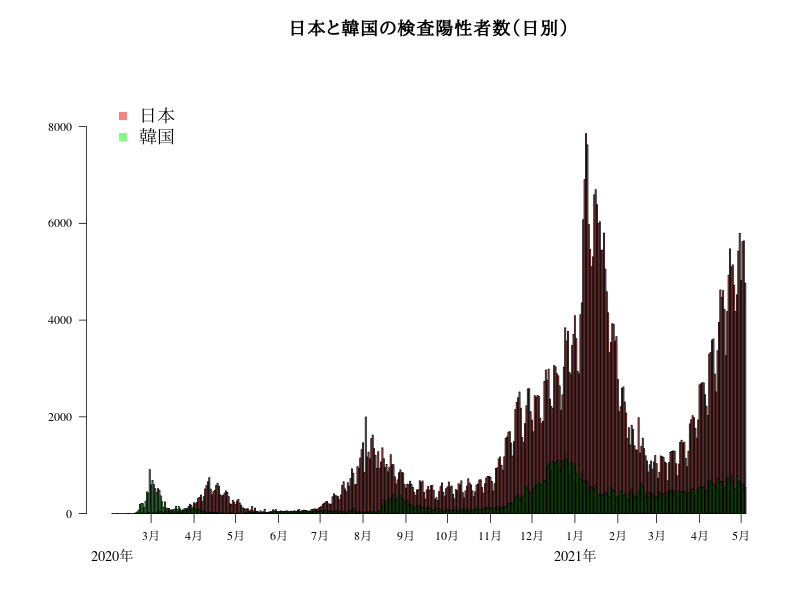 日本と韓国の検査陽性者数(日別)
日本
韓国
8000
6000
4000
2000
0
3月 4月 5月 6月 7月 8月 9月 10月 11月 12月 1月 2月 3月 4月 5月
2020年 2021年